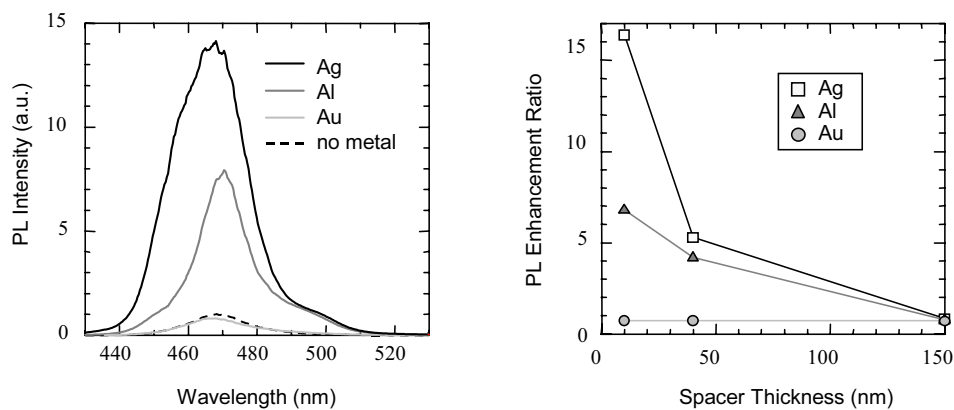 15
10
5
0
PL Intensity (a.u.)
Ag
Al
Au
no metal
440
460
480
500
520
Wavelength (nm)
15
10
5
0
PL Enhancement Ratio
Ag
Al
Au
0
50
100
150
Spacer Thickness (nm)